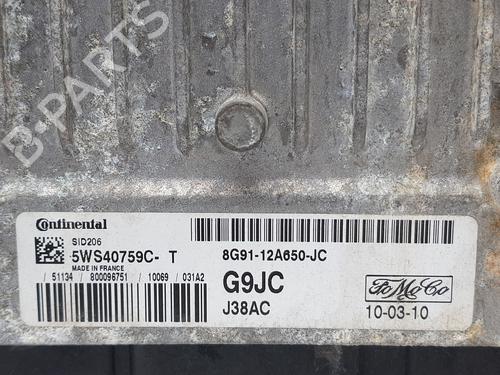 B-PARTS
Continental
SID206
5WS40759C- T
MADE IN FRANCE
/ 51134 / 800096751 / 10069 / 031A2
8G91-12A650-JC
G9JC
J38AC
FoMoCo
10-03-10